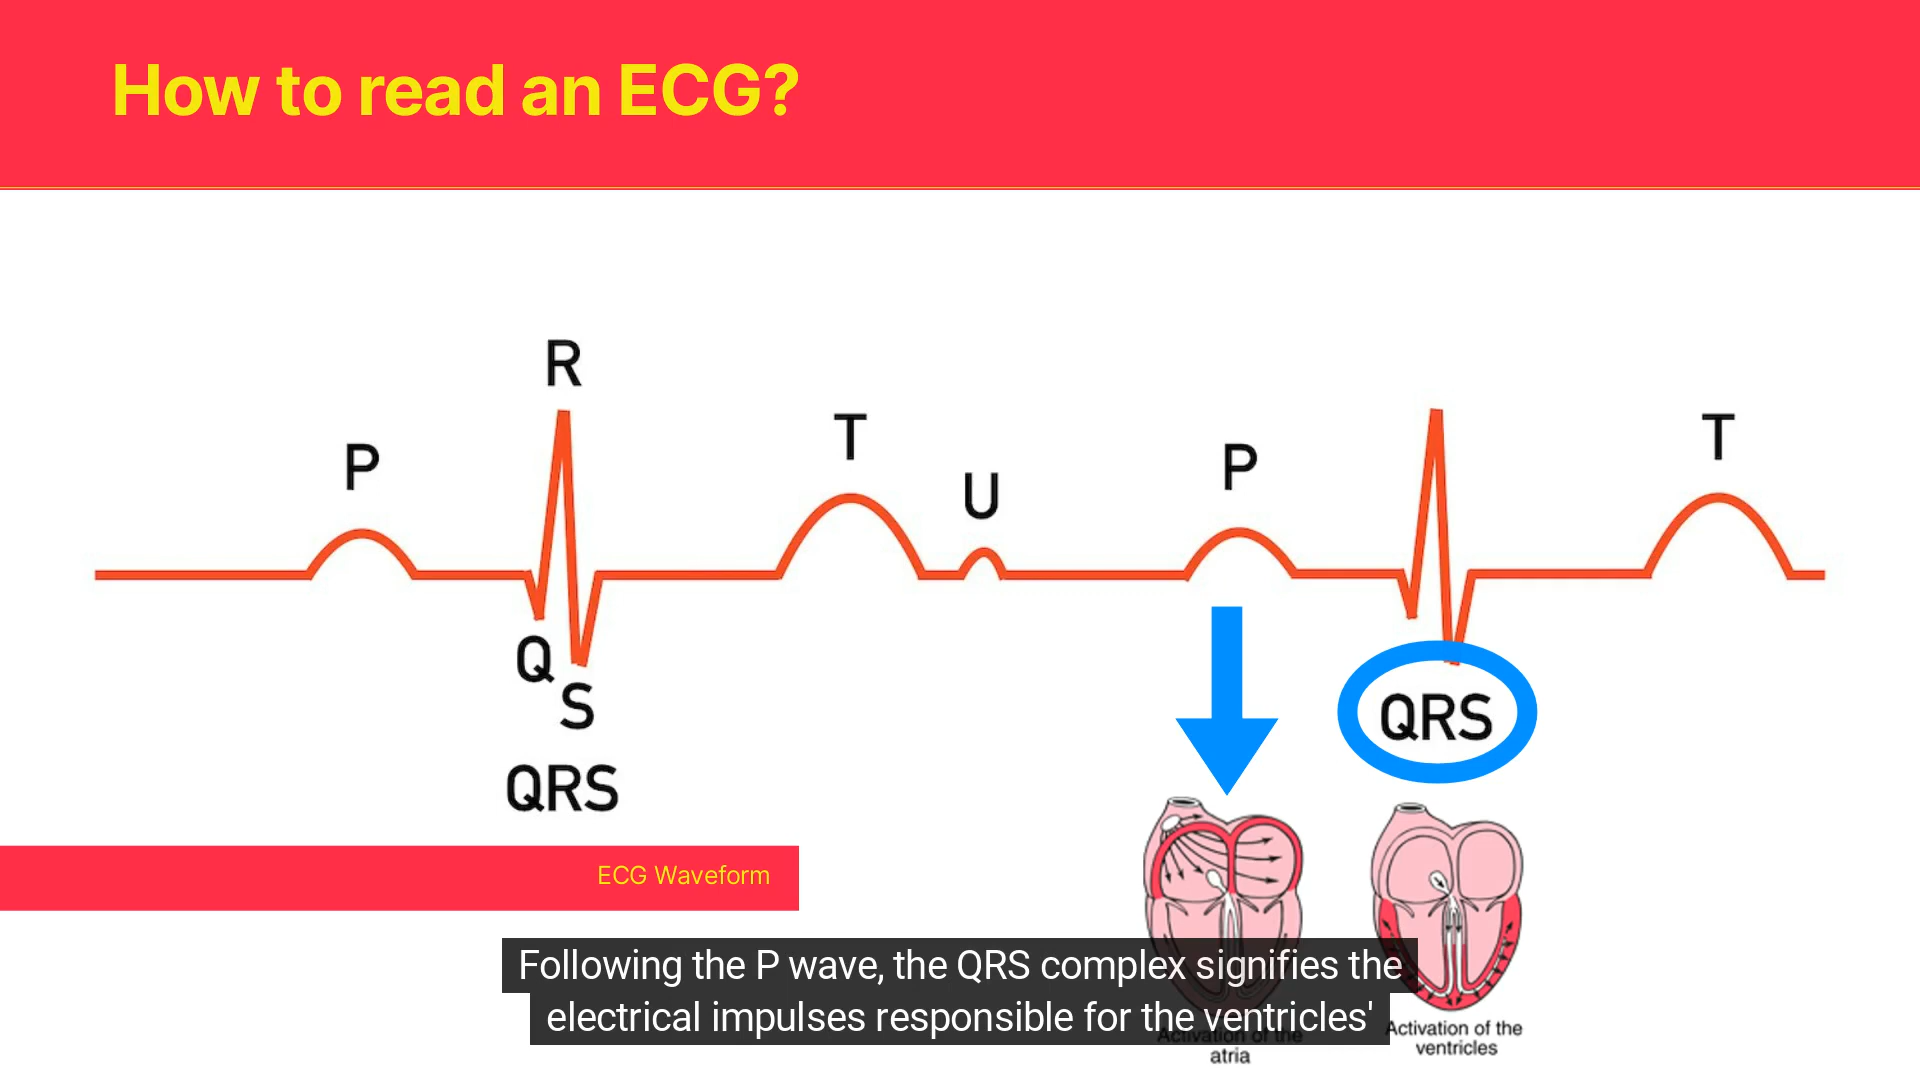 How to read an ECG?
R
P
T
U
P
T
Q
S
QRS
QRS
ECG Waveform
Following the P wave, the QRS complex signifies the
electrical impulses responsible for the ventricles'
Activation of the
atria
Activation of the
ventricles